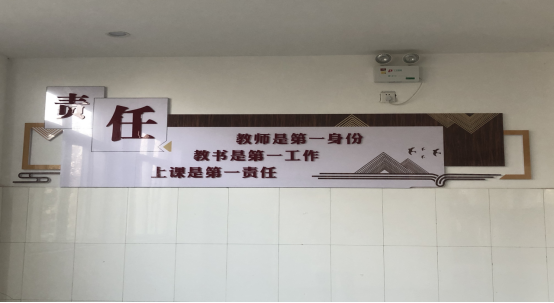 责任
教师是第一身份
教书是第一工作
上课是第一责任